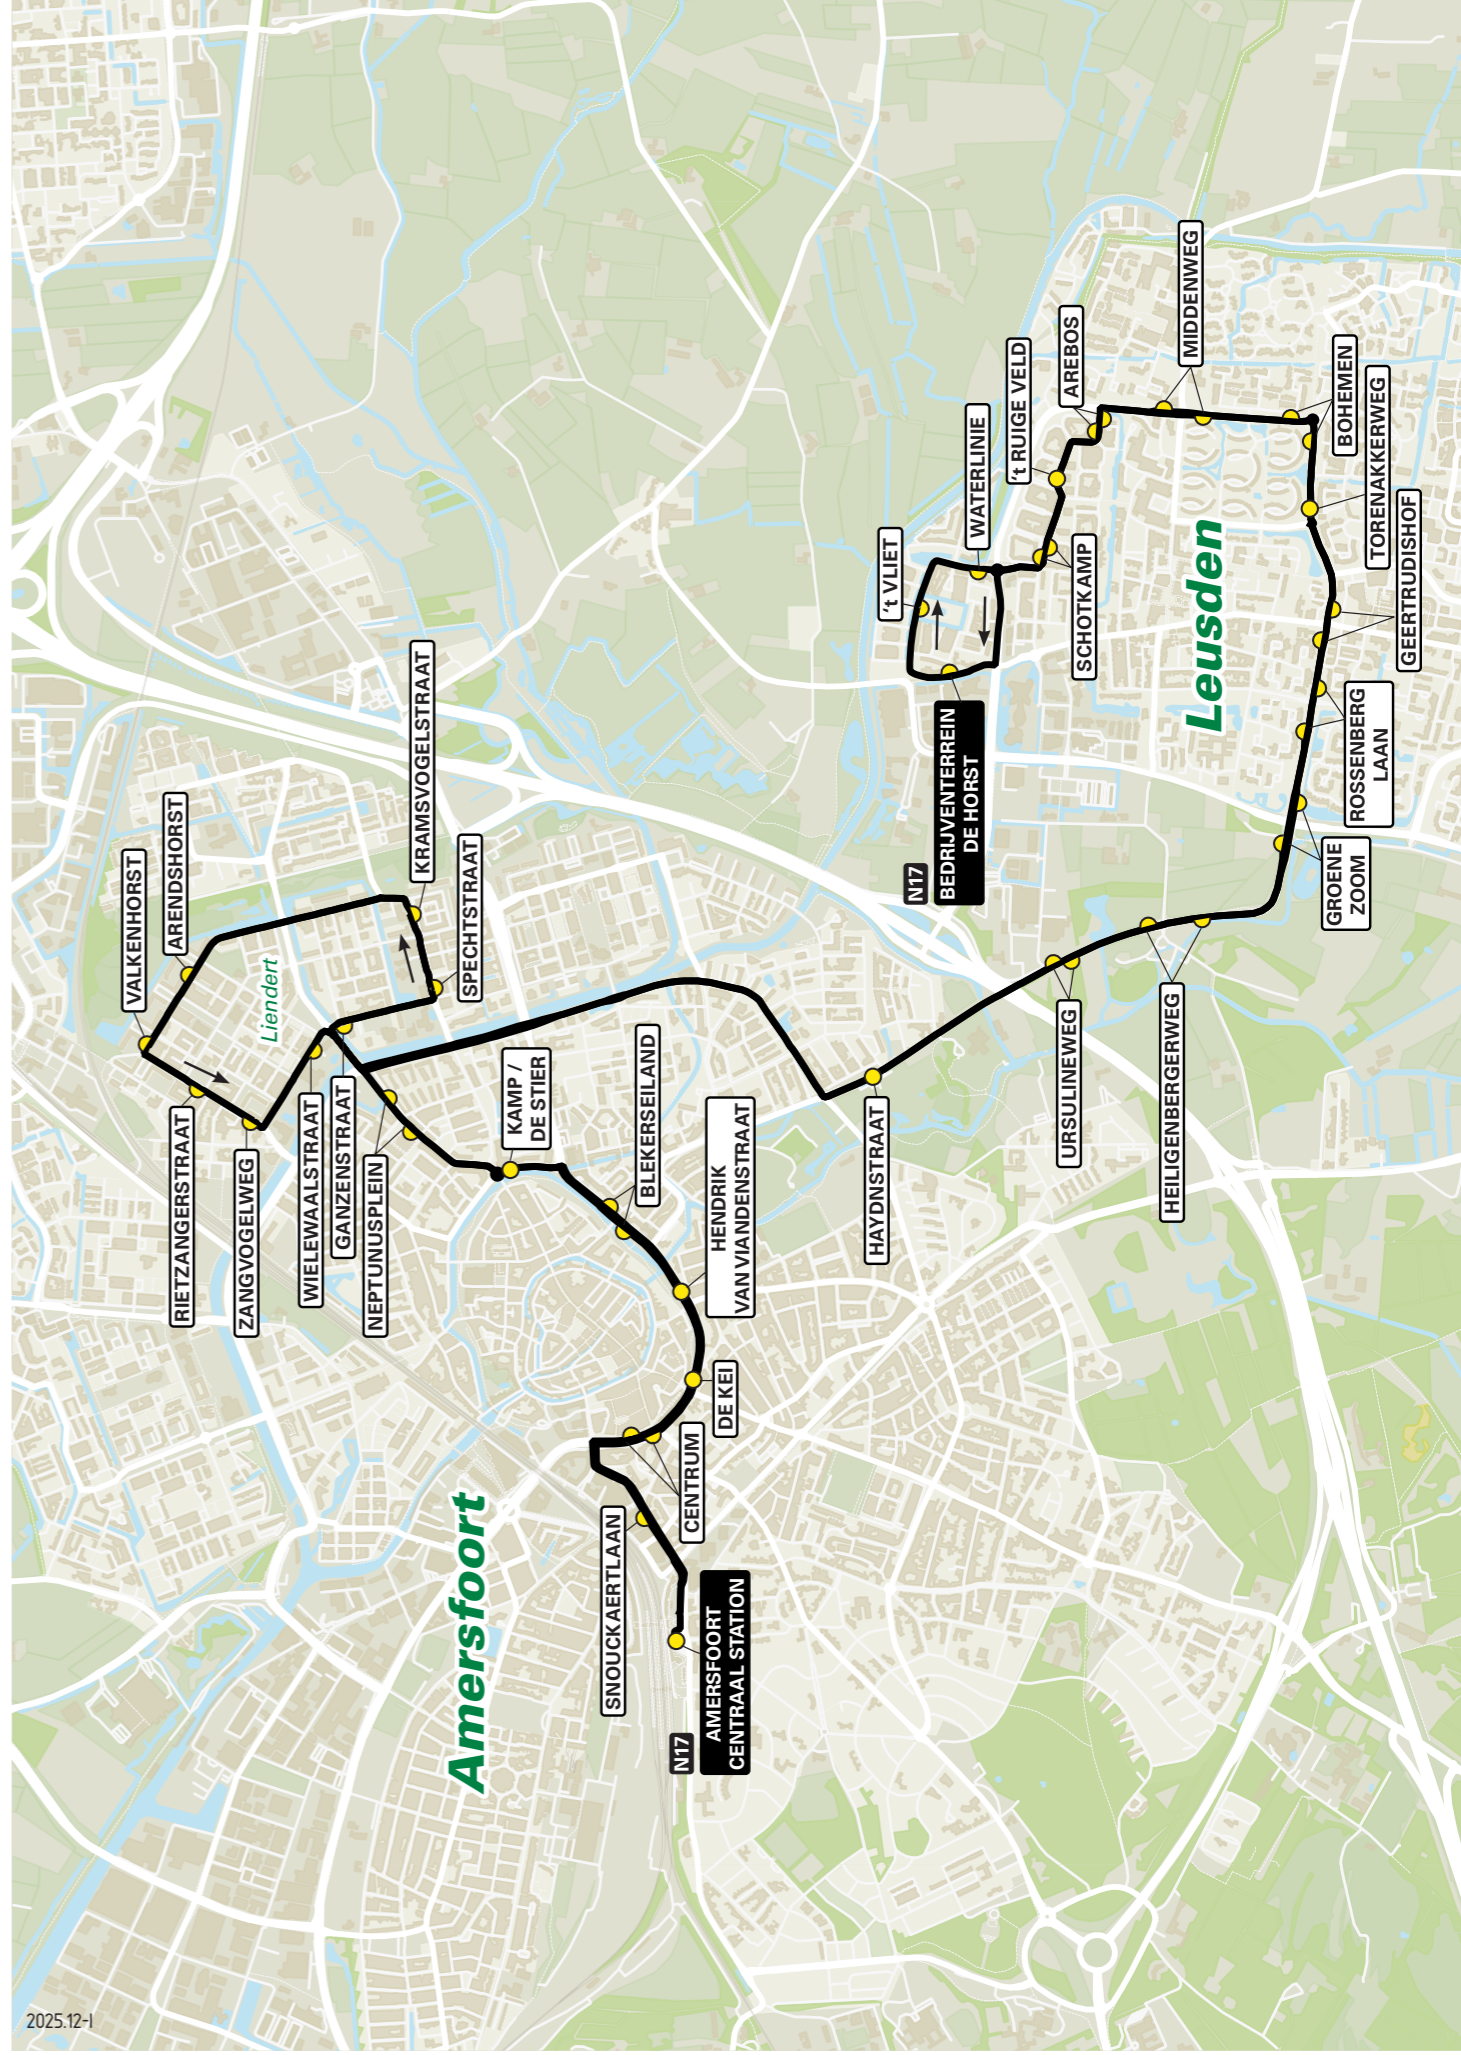 Amersfoort
Leusden
Liendert
N17
AMERSFOORT
CENTRAAL STATION
SNOUCKAERTLAAN
CENTRUM
DE KEI
HENDRIK
VAN VIANDENSTRAAT
BLEKERSEILAND
KAMP /
DE STIER
NEPTUNUSPLEIN
GANZENSTRAAT
WIELEWAALSTRAAT
ZANGVOGELWEG
RIETZANGERSTRAAT
VALKENHORST
ARENDSHORST
KRAMSVOGELSTRAAT
SPECHTSTRAAT
HAYDNSTRAAT
URSULINEWEG
HEILIGENBERGERWEG
GROENE
ZOOM
ROSSENBERG
LAAN
GEERTRUDISHOF
TORENAKKERWEG
BOHEMEN
MIDDENWEG
AREBOS
't RUIGE VELD
SCHOTKAMP
WATERLINIE
't VLIET
N17
BEDRIJVENTERREIN
DE HORST
2025.12-I